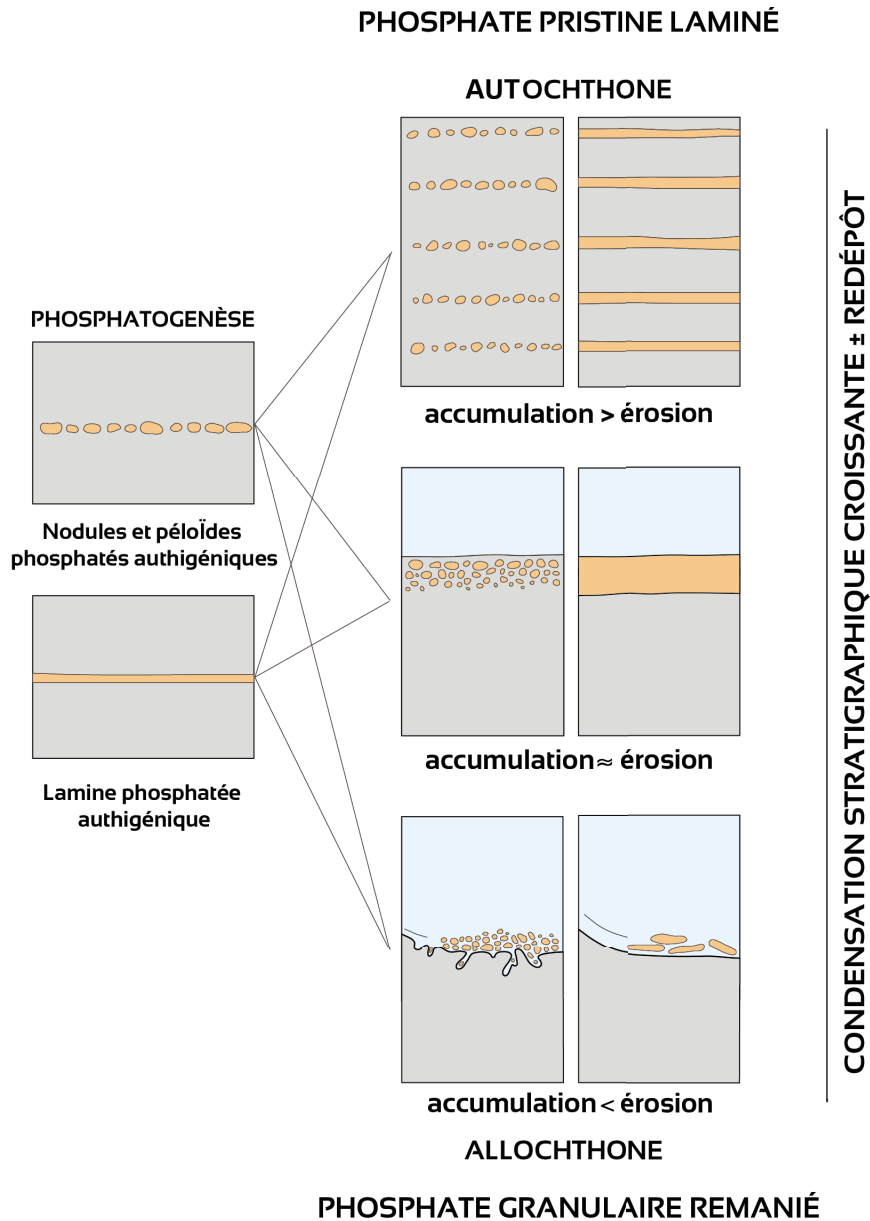 PHOSPHATE PRISTINE LAMINÉ
AUTOCHTHONE
PHOSPHATOGENÈSE
Nodules et péloÏdes
phosphatés authigéniques
Lamine phosphatée
authigénique
accumulation > érosion
accumulation ≈ érosion
accumulation < érosion
ALLOCHTHONE
PHOSPHATE GRANULAIRE REMANIÉ
CONDENSATION STRATIGRAPHIQUE CROISSANTE ± REDÉPÔT